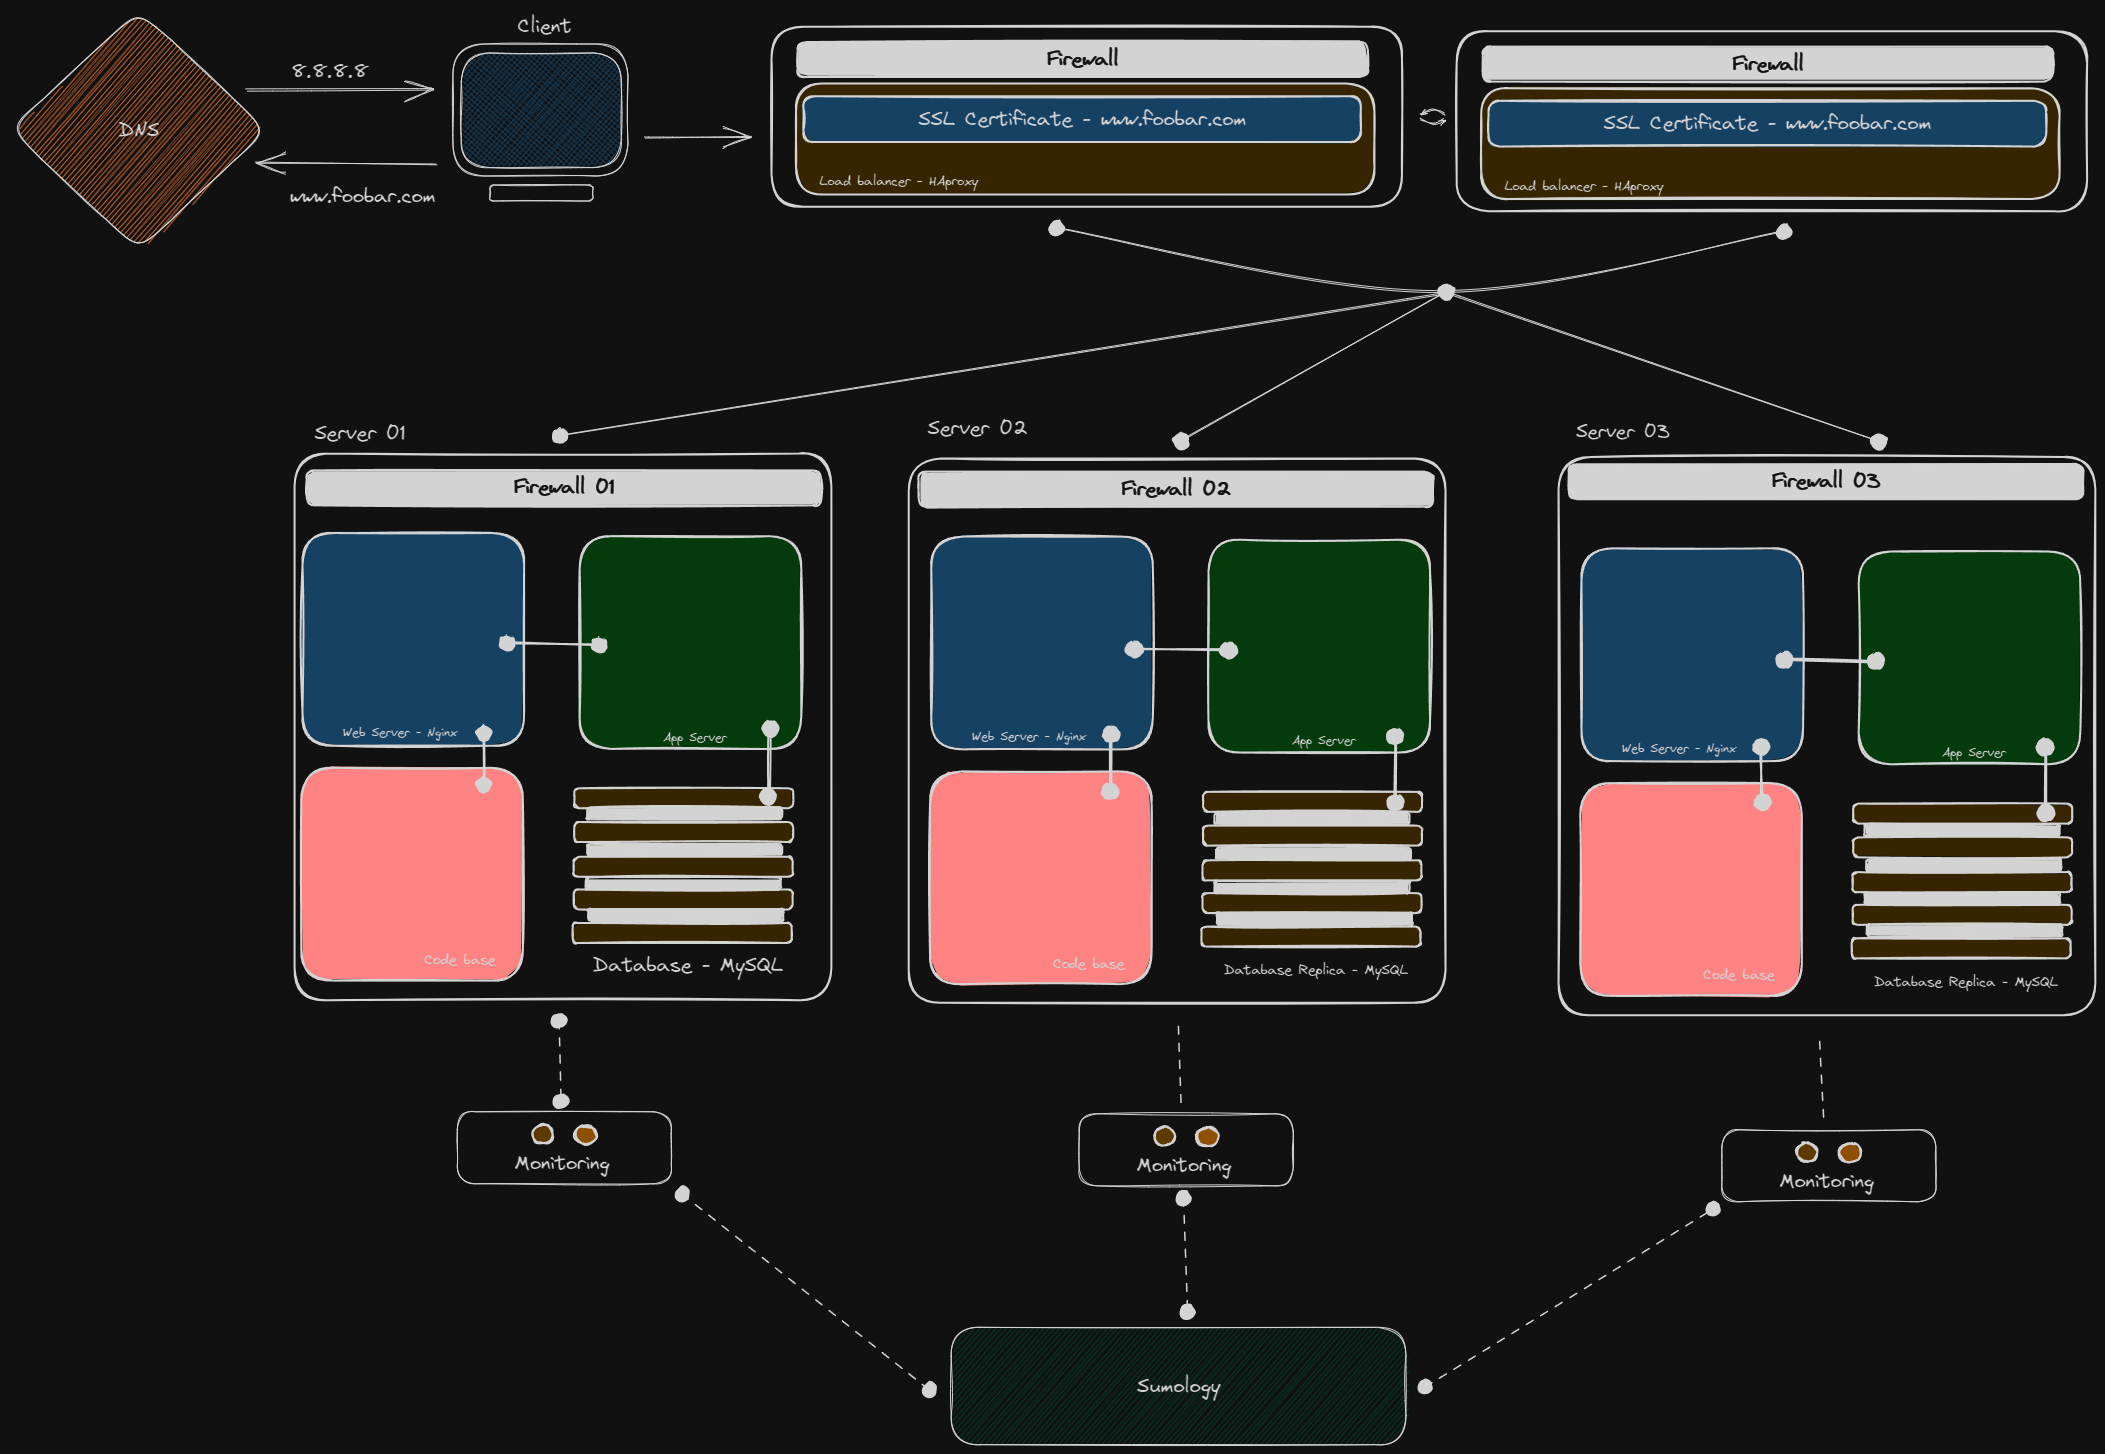 Client
8.8.8.8
DNS
www.foobar.com
Firewall
SSL Certificate - www.foobar.com
Load balancer - HAproxy
Firewall
SSL Certificate - www.foobar.com
Load balancer - HAproxy
Server 01
Firewall 01
Web Server - Nginx
App Server
Code base
Database - MySQL
Server 02
Firewall 02
Web Server - Nginx
App Server
Code base
Database Replica - MySQL
Server 03
Firewall 03
Web Server - Nginx
App Server
Code base
Database Replica - MySQL
Monitoring
Monitoring
Monitoring
Sumology